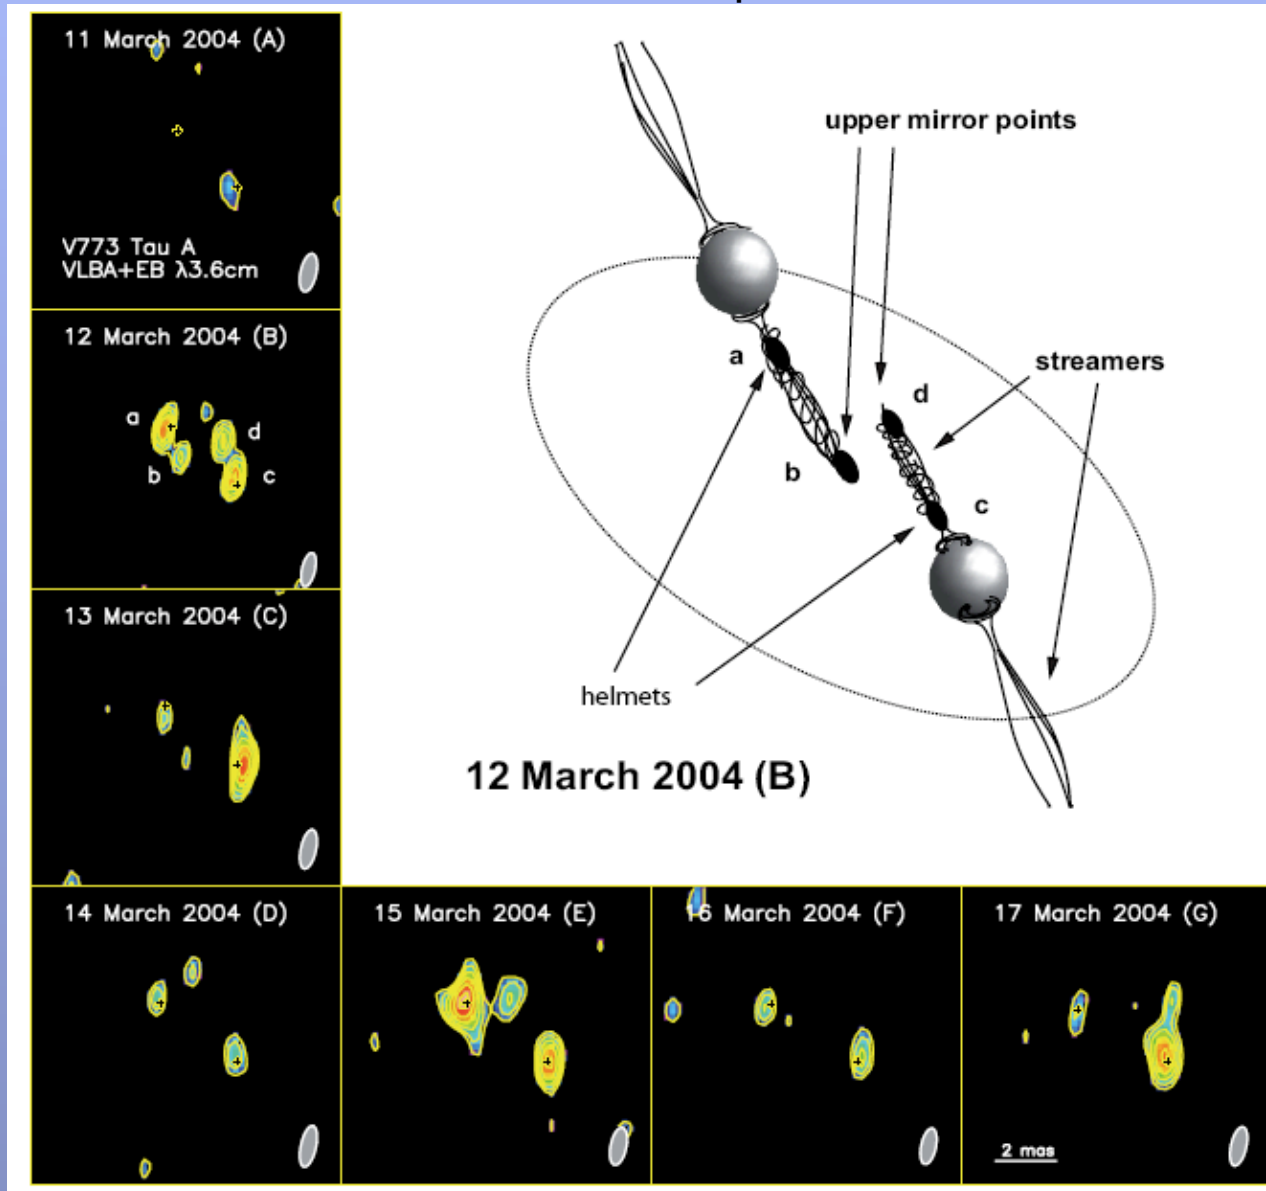 11 March 2004 (A)
V773 Tau A
VLBA+EB λ3.6cm
12 March 2004 (B)
a
b
d
c
13 March 2004 (C)
14 March 2004 (D)
15 March 2004 (E)
16 March 2004 (F)
17 March 2004 (G)
2 mas
upper mirror points
streamers
a
d
b
c
helmets
12 March 2004 (B)